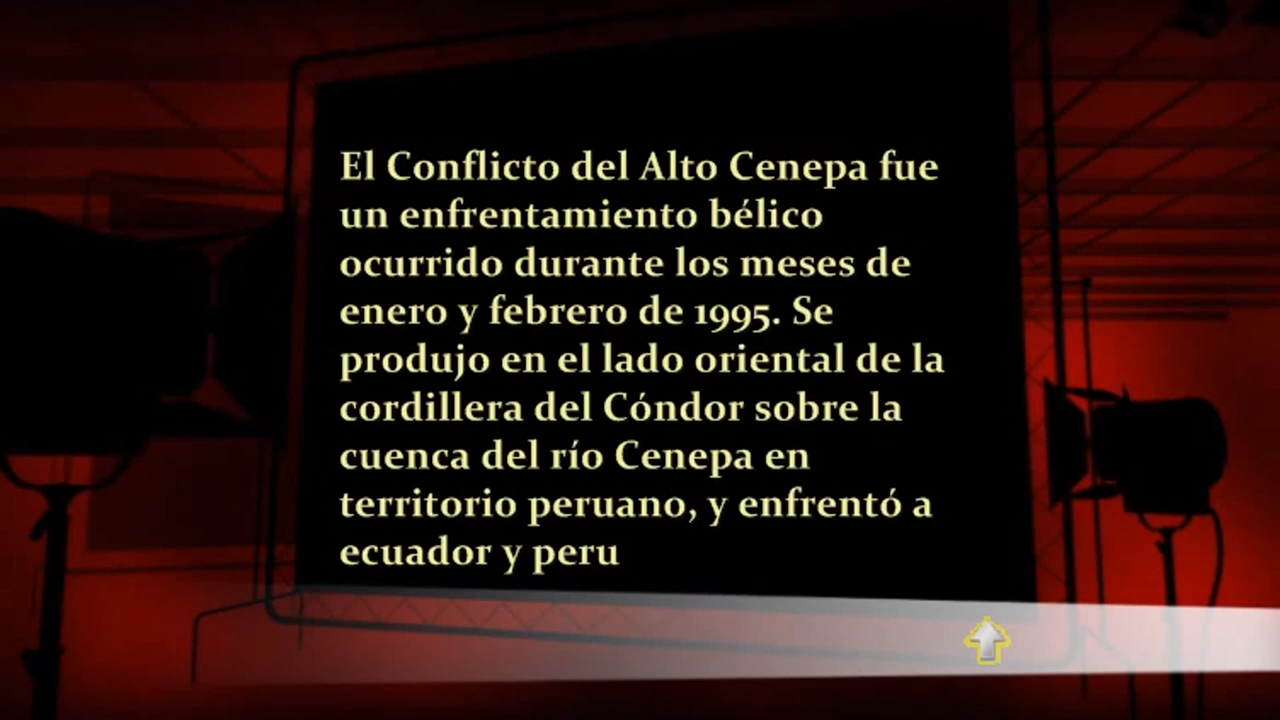 El Conflicto del Alto Cenepa fue
un enfrentamiento bélico
ocurrido durante los meses de
enero y febrero de 1995. Se
produjo en el lado oriental de la
cordillera del Cóndor sobre la
cuenca del río Cenepa en
territorio peruano, y enfrentó a
ecuador y peru